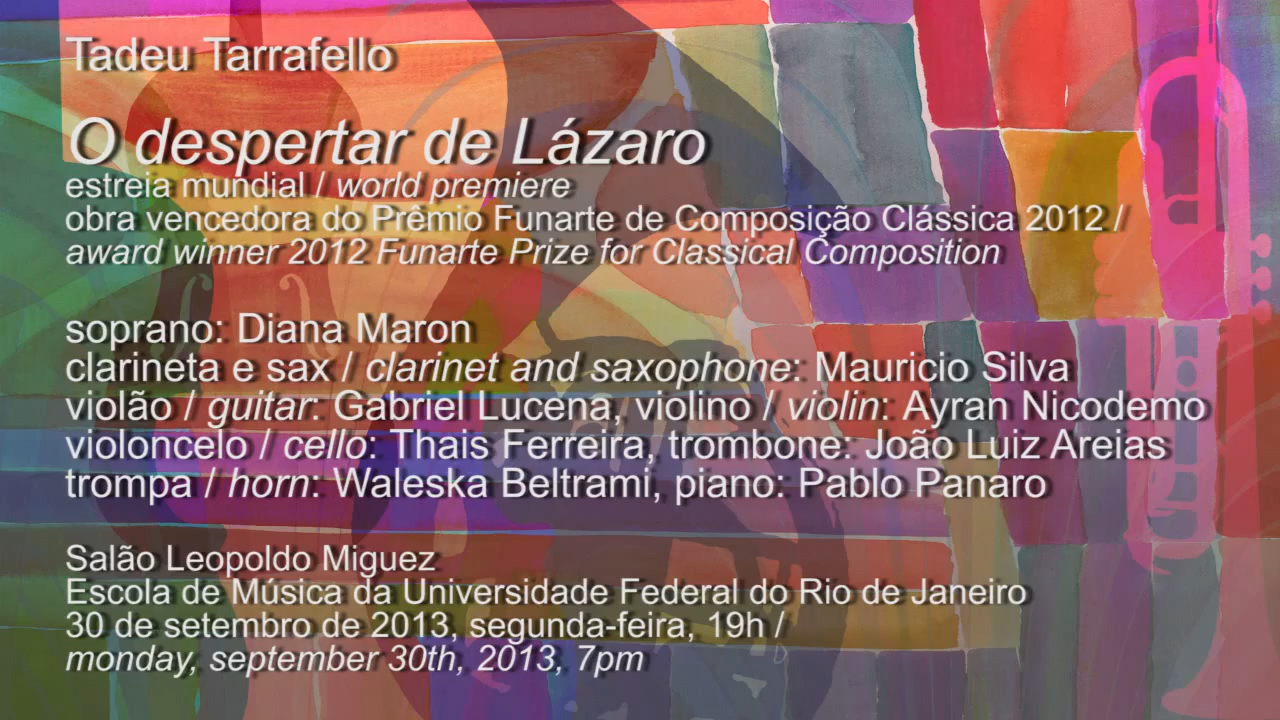 Tadeu Tarrafello
O despertar de Lázaro
estreia mundial / world premiere
obra vencedora do Prêmio Funarte de Composição Clássica 2012 /
award winner 2012 Funarte Prize for Classical Composition
soprano: Diana Maron
clarineta e sax / clarinet and saxophone: Mauricio Silva
violão / guitar: Gabriel Lucena, violino / violin: Ayran Nicodemo
violoncelo / cello: Thais Ferreira, trombone: João Luiz Areias
trompa / horn: Waleska Beltrami, piano: Pablo Panaro
Salão Leopoldo Miguez
Escola de Música da Universidade Federal do Rio de Janeiro
30 de setembro de 2013, segunda-feira, 19h /
monday, september 30th, 2013, 7pm